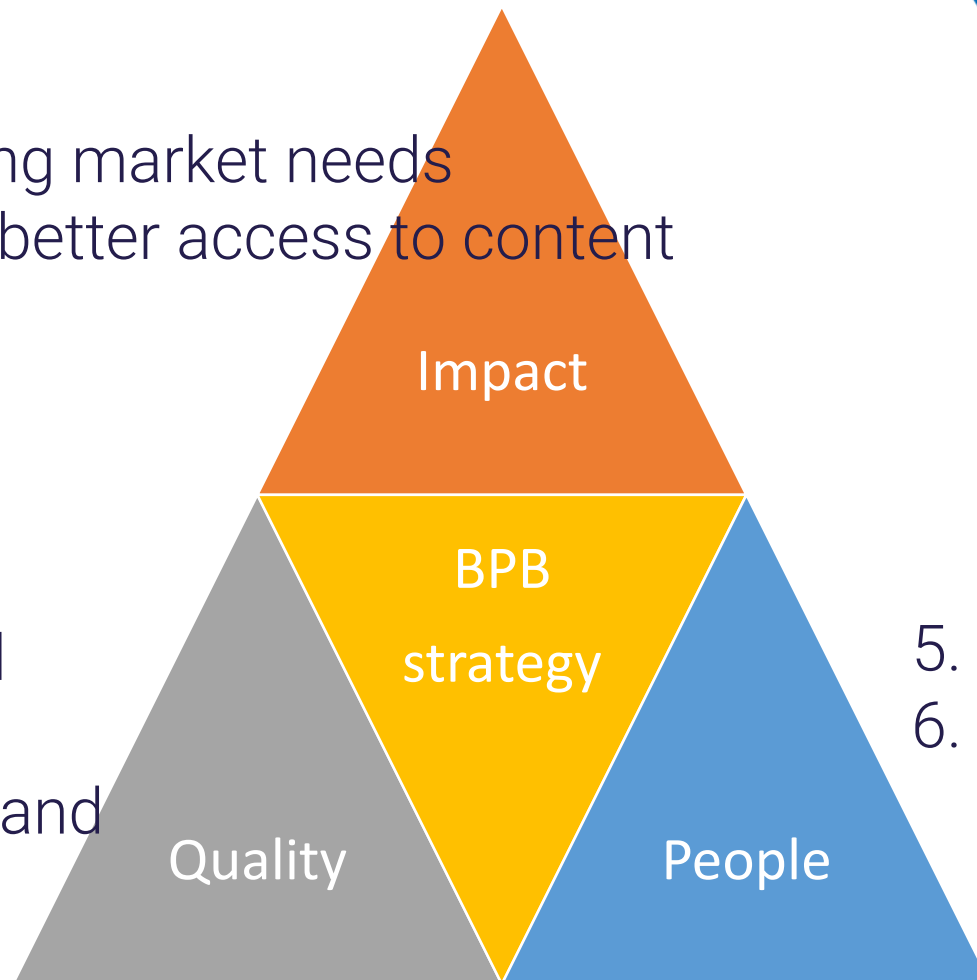 ng market needs
better access to content
Impact
BPB
strategy
5.
6.
and
Quality
People